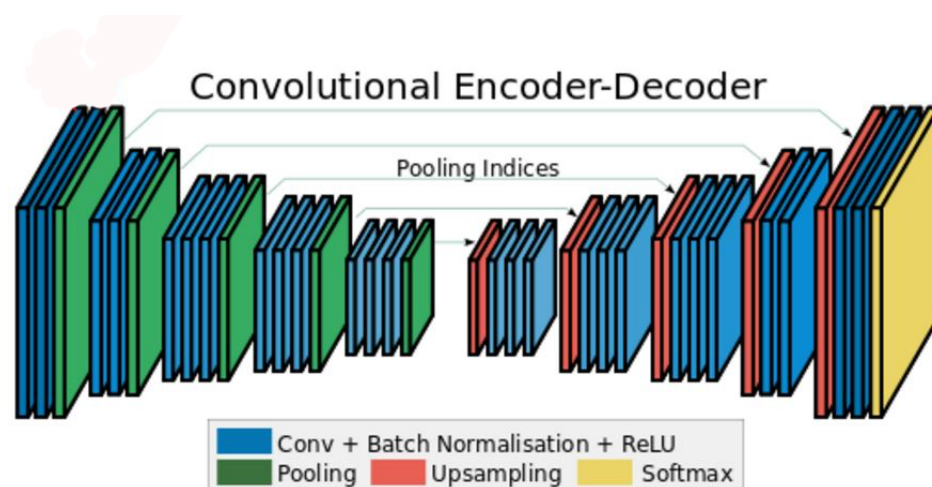 Convolutional Encoder-Decoder
Pooling Indices
Conv + Batch Normalisation + ReLU
Pooling Upsampling Softmax